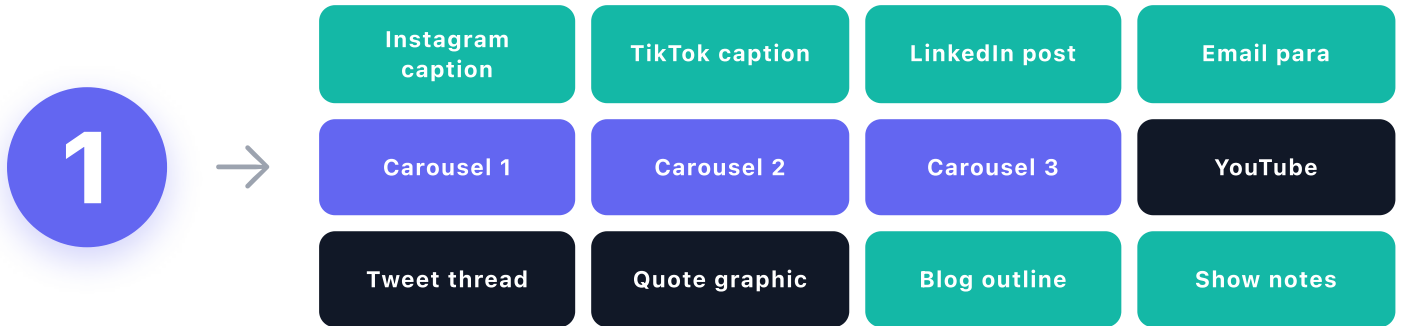 1
Instagram
caption
TikTok caption
LinkedIn post
Email para
Carousel 1
Carousel 2
Carousel 3
YouTube
Tweet thread
Quote graphic
Blog outline
Show notes